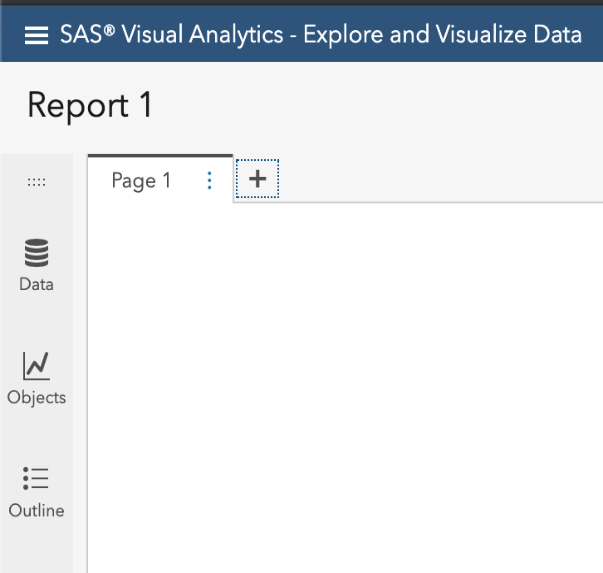 SAS® Visual Analytics - Explore and Visualize Data
Report 1
Page 1
Data
Objects
Outline